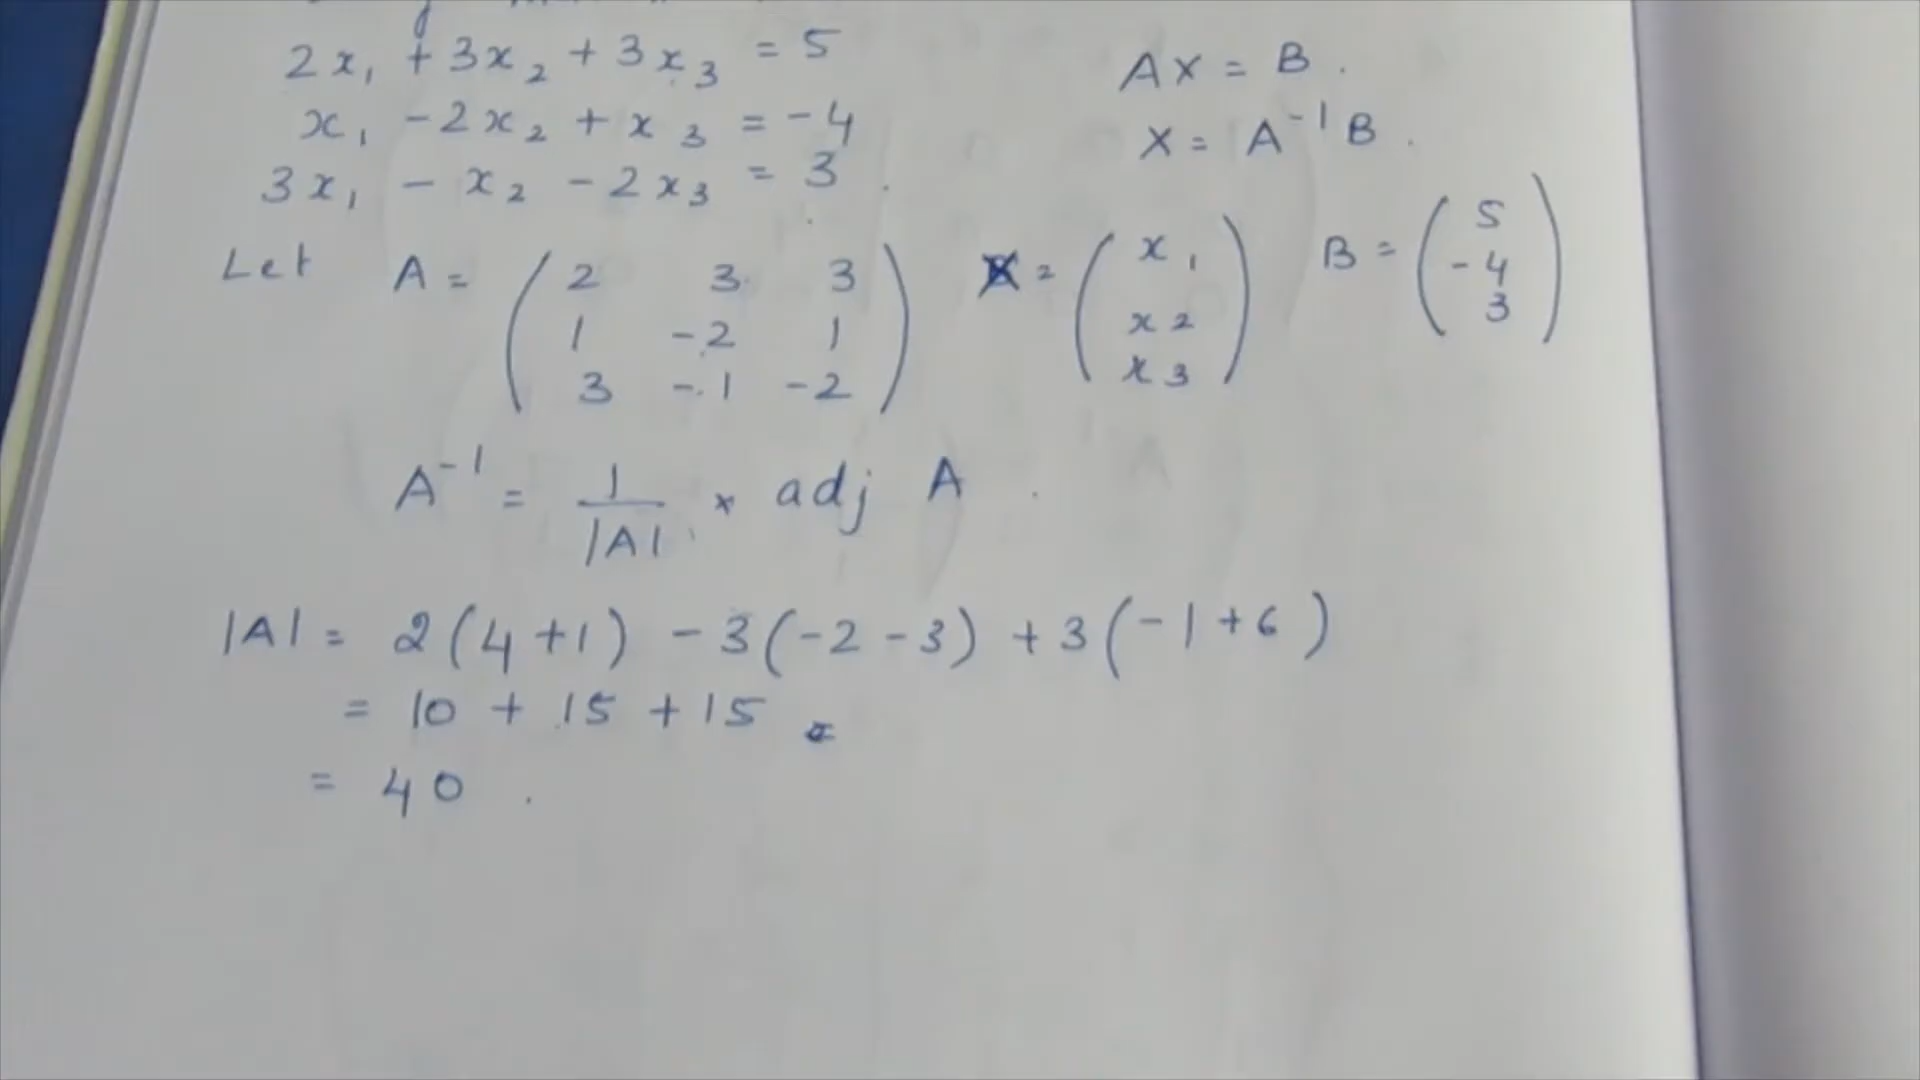 2x₁ + 3x₂ + 3x₃ = 5
x₁ - 2x₂ + x₃ = -4
3x₁ - x₂ - 2x₃ = 3.
AX = B.
X = A⁻¹B.
Let A = ( 2 3 3
1 -2 1
3 -1 -2 )
X = ( x₁
x₂
x₃ )
B = ( 5
-4
3 )
A⁻¹ = 1/|A| × adj A.
|A| = 2(4+1) - 3(-2-3) + 3(-1+6)
= 10 + 15 + 15
= 40.